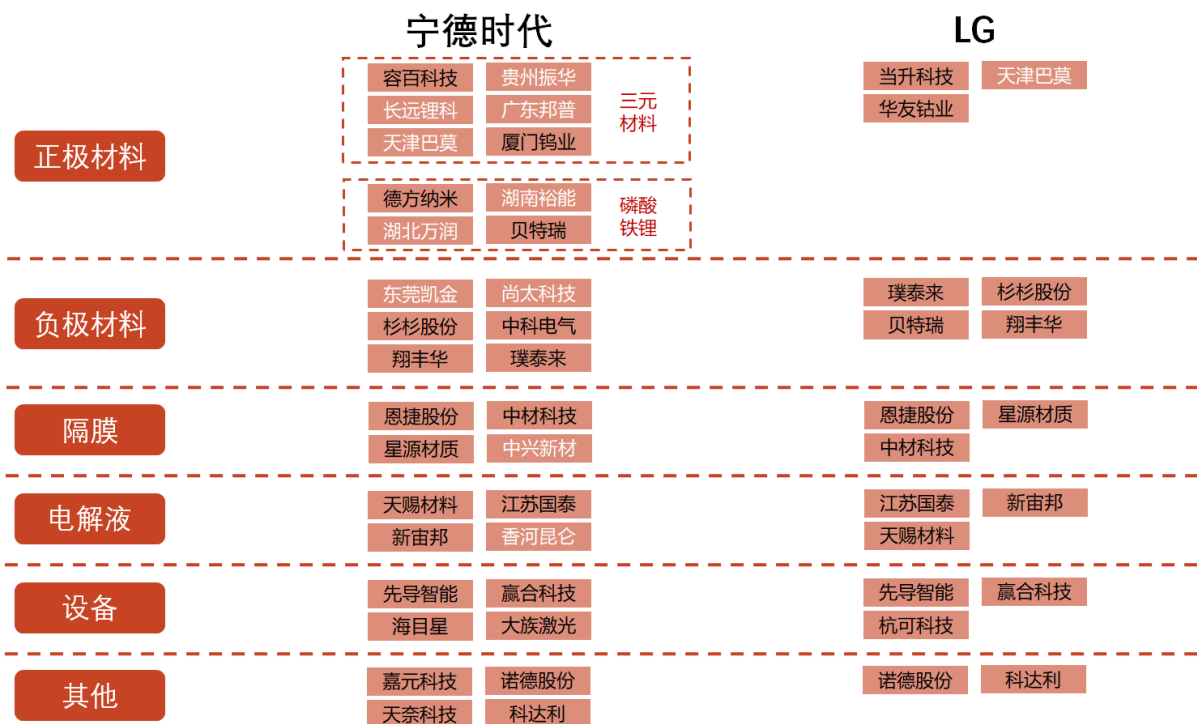 宁德时代 LG
正极材料
容百科技 贵州振华
长远锂科 广东邦普
天津巴莫 厦门钨业
三元
材料
德方纳米 湖南裕能
湖北万润 贝特瑞
磷酸
铁锂
当升科技 天津巴莫
华友钴业
负极材料
东莞凯金 尚太科技
杉杉股份 中科电气
翔丰华 璞泰来
璞泰来 杉杉股份
贝特瑞 翔丰华
隔膜
恩捷股份 中材科技
星源材质 中兴新材
恩捷股份 星源材质
中材科技
电解液
天赐材料 江苏国泰
新宙邦 香河昆仑
江苏国泰 新宙邦
天赐材料
设备
先导智能 赢合科技
海目星 大族激光
先导智能 赢合科技
杭可科技
其他
嘉元科技 诺德股份
天奈科技 科达利
诺德股份 科达利